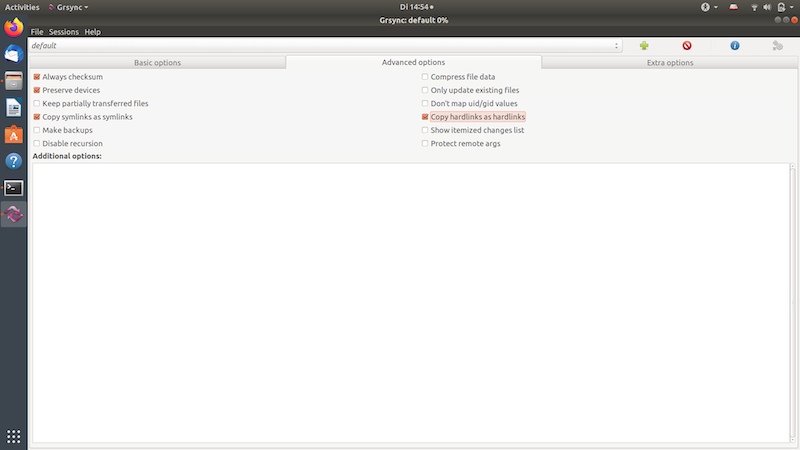 Activities Grsync Di 14:54
Grsync: default 0%
File Sessions Help
default
Basic options Advanced options Extra options
Always checksum Compress file data
Preserve devices Only update existing files
Keep partially transferred files Don't map uid/gid values
Copy symlinks as symlinks Copy hardlinks as hardlinks
Make backups Show itemized changes list
Disable recursion Protect remote args
Additional options: